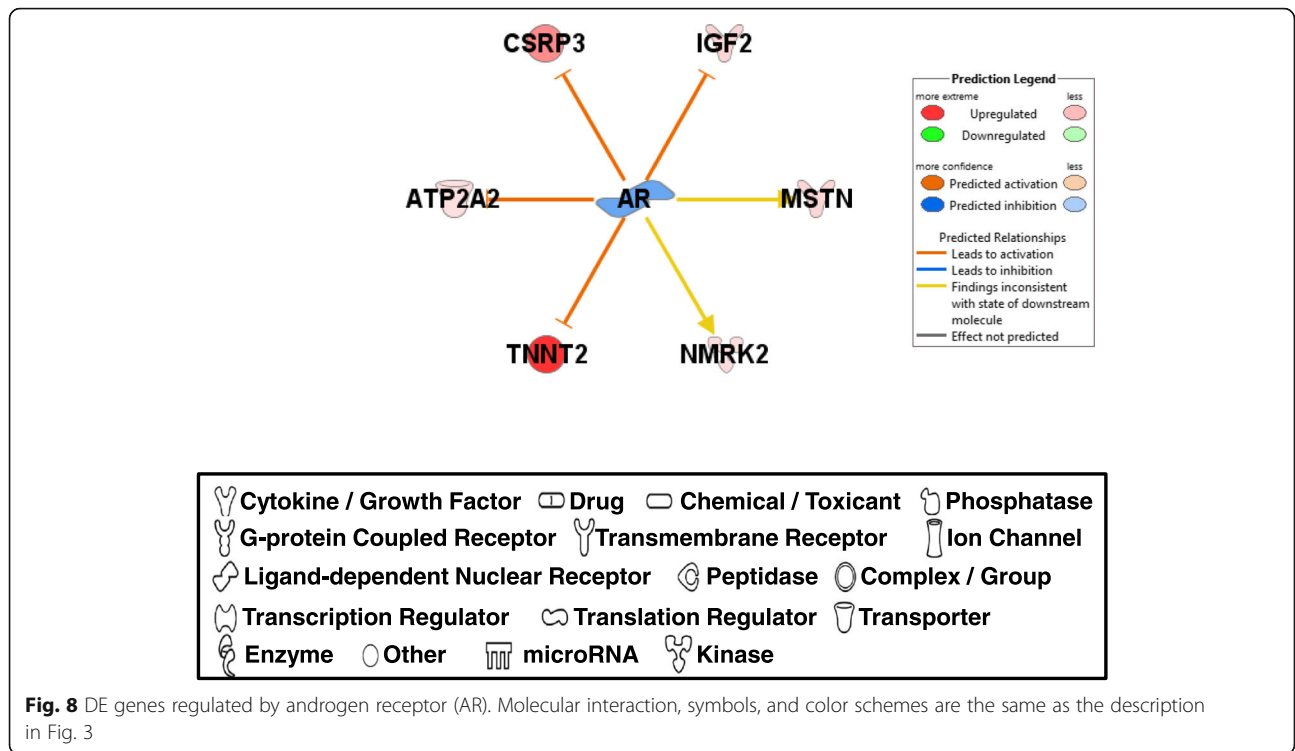 CSRP3 IGF2
ATP2A2 AR MSTN
TNNT2 NMRK2
Prediction Legend
more extreme less
Upregulated
Downregulated
more confidence less
Predicted activation
Predicted inhibition
Predicted Relationships
Leads to activation
Leads to inhibition
Findings inconsistent
with state of downstream
molecule
Effect not predicted
Cytokine / Growth Factor Drug Chemical / Toxicant Phosphatase
G-protein Coupled Receptor Transmembrane Receptor Ion Channel
Ligand-dependent Nuclear Receptor Peptidase Complex / Group
Transcription Regulator Translation Regulator Transporter
Enzyme Other microRNA Kinase
Fig. 8 DE genes regulated by androgen receptor (AR). Molecular interaction, symbols, and color schemes are the same as the description
in Fig. 3